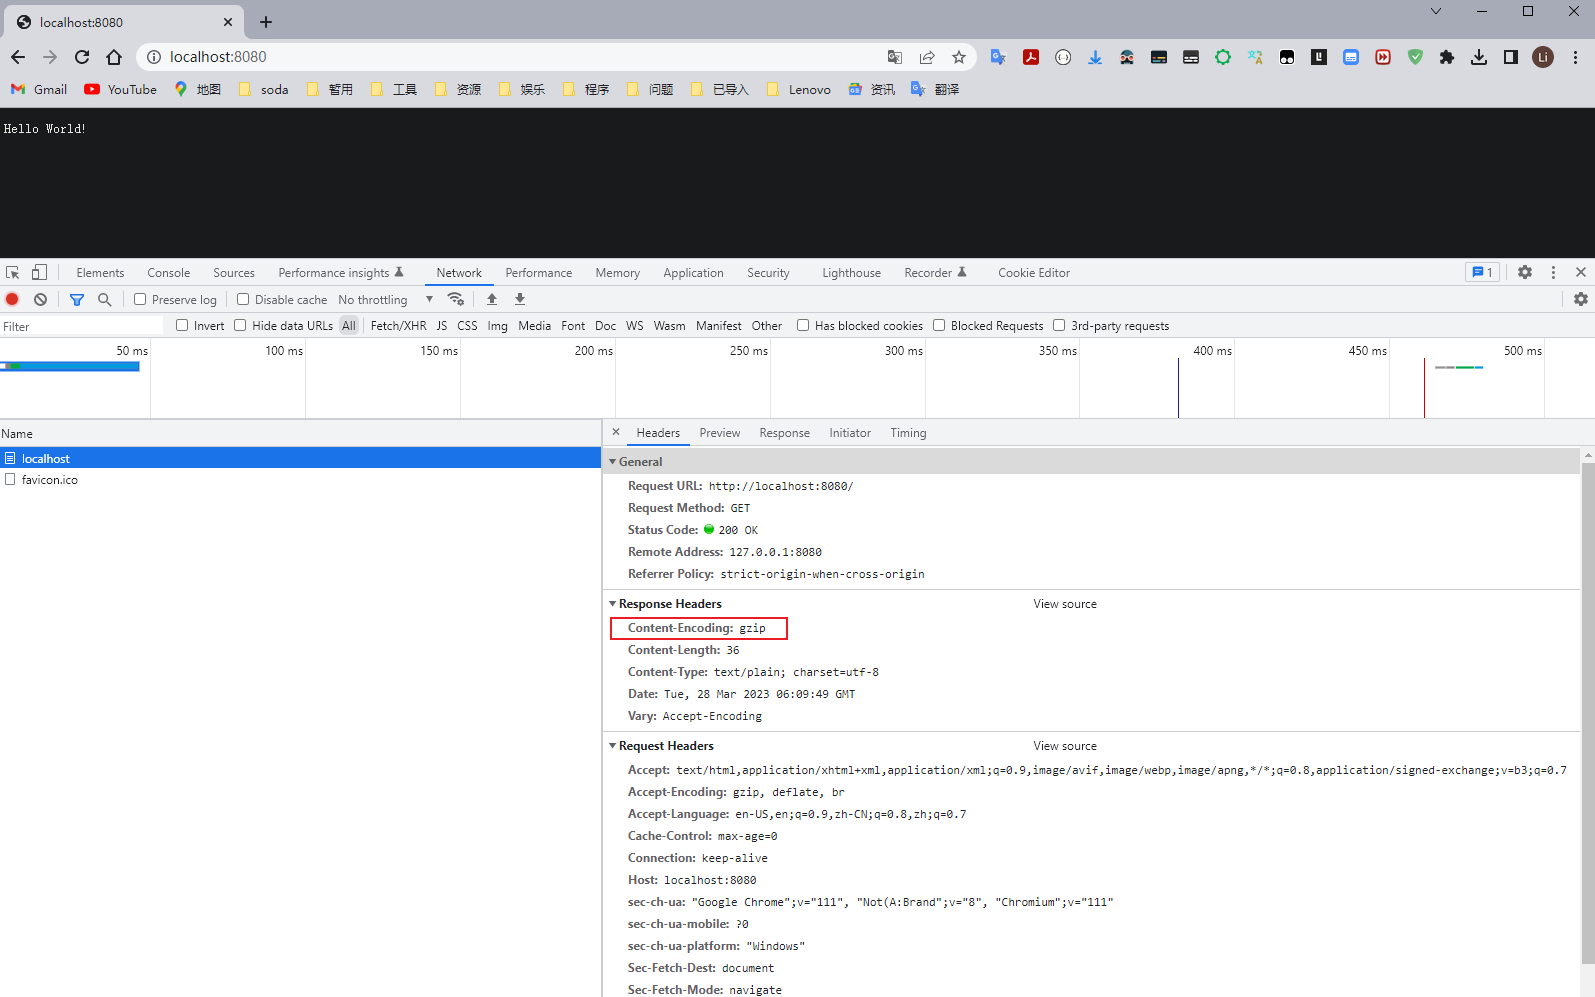 localhost:8080
localhost:8080
Li
Gmail YouTube 地图 soda 暂用 工具 资源 娱乐 程序 问题 已导入 Lenovo 资讯 翻译
Hello World!
Elements Console Sources Performance insights Network Performance Memory Application Security Lighthouse Recorder Cookie Editor 1
Preserve log Disable cache No throttling
Filter Invert Hide data URLs All Fetch/XHR JS CSS Img Media Font Doc WS Wasm Manifest Other Has blocked cookies Blocked Requests 3rd-party requests
50 ms 100 ms 150 ms 200 ms 250 ms 300 ms 350 ms 400 ms 450 ms 500 ms
Name
localhost
favicon.ico
Headers Preview Response Initiator Timing
General
Request URL: http://localhost:8080/
Request Method: GET
Status Code: 200 OK
Remote Address: 127.0.0.1:8080
Referrer Policy: strict-origin-when-cross-origin
Response Headers View source
Content-Encoding: gzip
Content-Length: 36
Content-Type: text/plain; charset=utf-8
Date: Tue, 28 Mar 2023 06:09:49 GMT
Vary: Accept-Encoding
Request Headers View source
Accept: text/html,application/xhtml+xml,application/xml;q=0.9,image/avif,image/webp,image/apng,*/*;q=0.8,application/signed-exchange;v=b3;q=0.7
Accept-Encoding: gzip, deflate, br
Accept-Language: en-US,en;q=0.9,zh-CN;q=0.8,zh;q=0.7
Cache-Control: max-age=0
Connection: keep-alive
Host: localhost:8080
sec-ch-ua: "Google Chrome";v="111", "Not(A:Brand";v="8", "Chromium";v="111"
sec-ch-ua-mobile: ?0
sec-ch-ua-platform: "Windows"
Sec-Fetch-Dest: document
Sec-Fetch-Mode: navigate